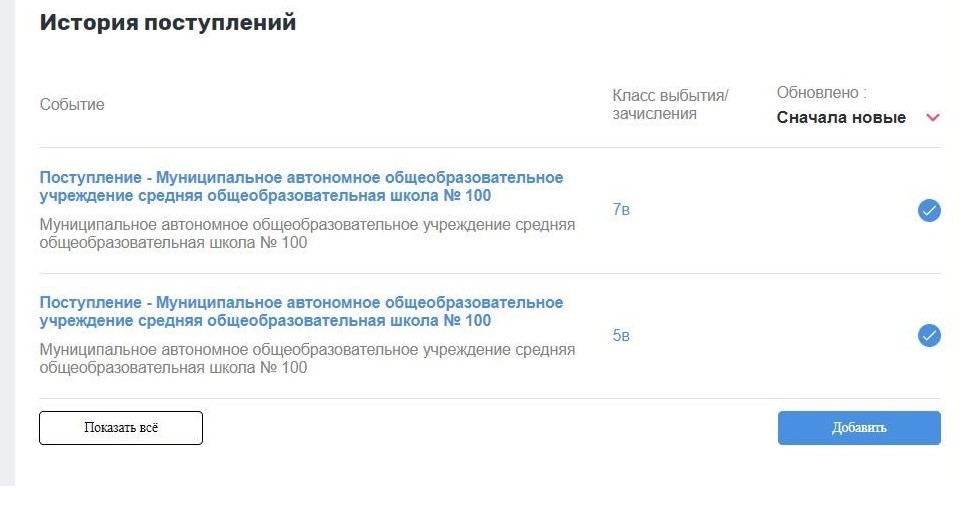 История поступлений
Событие
Класс выбытия/
зачисления
Обновлено :
Сначала новые
Поступление - Муниципальное автономное общеобразовательное
учреждение средняя общеобразовательная школа № 100
Муниципальное автономное общеобразовательное учреждение средняя
общеобразовательная школа № 100
7в
Поступление - Муниципальное автономное общеобразовательное
учреждение средняя общеобразовательная школа № 100
Муниципальное автономное общеобразовательное учреждение средняя
общеобразовательная школа № 100
5в
Показать всё
Добавить